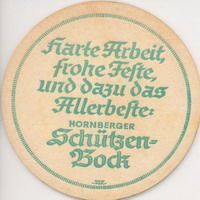 Harte Arbeit,
frohe Feste,
und dazu das
Allerbeste:
HORNBERGER
Schützen-
Bock